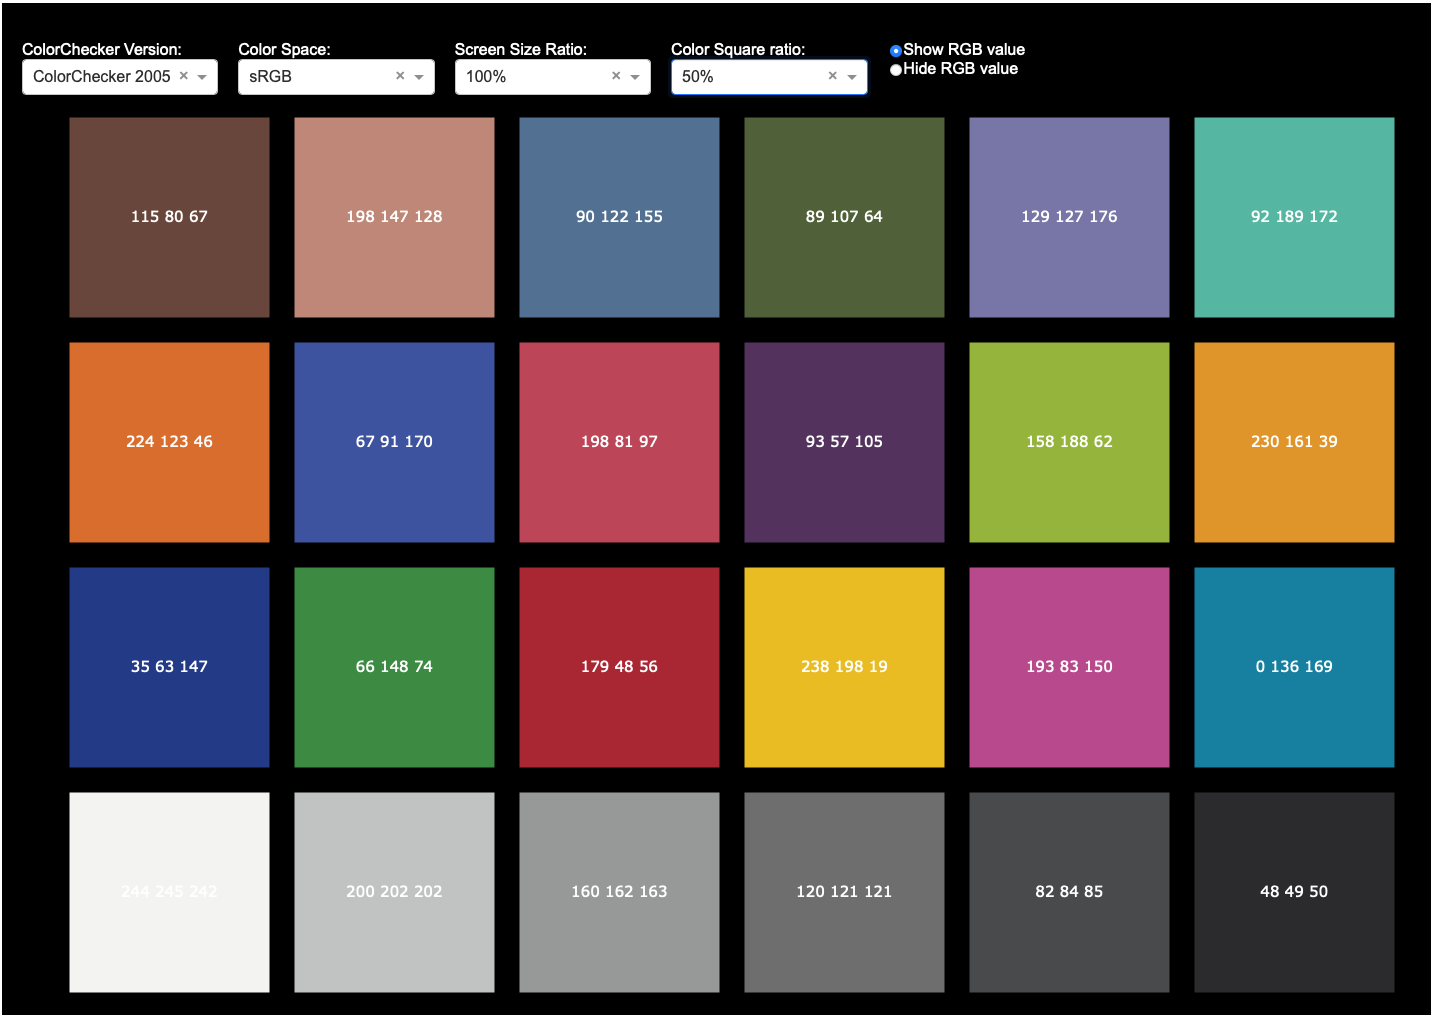 ColorChecker Version: Color Space: Screen Size Ratio: Color Square ratio: Show RGB value
Hide RGB value
ColorChecker 2005 × sRGB × 100% × 50% ×
115 80 67 198 147 128 90 122 155 89 107 64 129 127 176 92 189 172
224 123 46 67 91 170 198 81 97 93 57 105 158 188 62 230 161 39
35 63 147 66 148 74 179 48 56 238 198 19 193 83 150 0 136 169
244 245 242 200 202 202 160 162 163 120 121 121 82 84 85 48 49 50